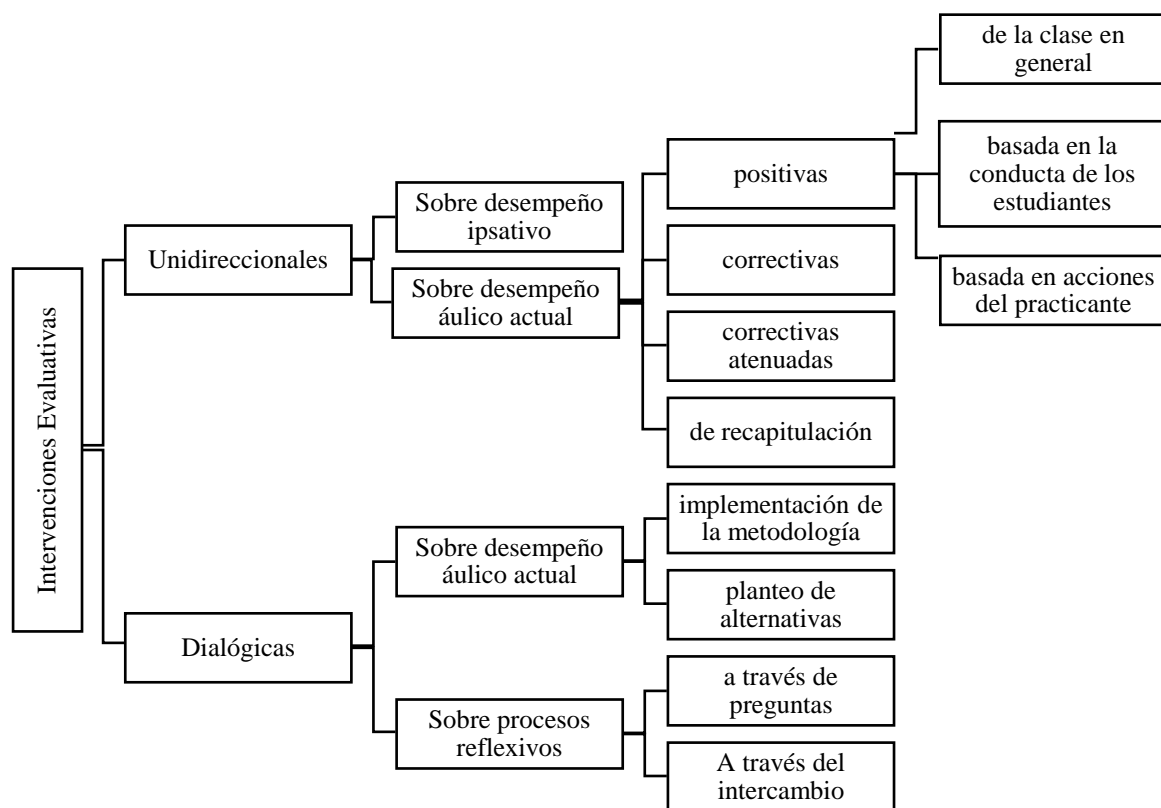 Intervenciones Evaluativas
Unidireccionales
Sobre desempeño
ipsativo
Sobre desempeño
áulico actual
positivas
de la clase en
general
basada en la
conducta de los
estudiantes
basada en acciones
del practicante
correctivas
correctivas
atenuadas
de recapitulación
Dialógicas
Sobre desempeño
áulico actual
implementación de
la metodología
planteo de
alternativas
Sobre procesos
reflexivos
a través de
preguntas
A través del
intercambio